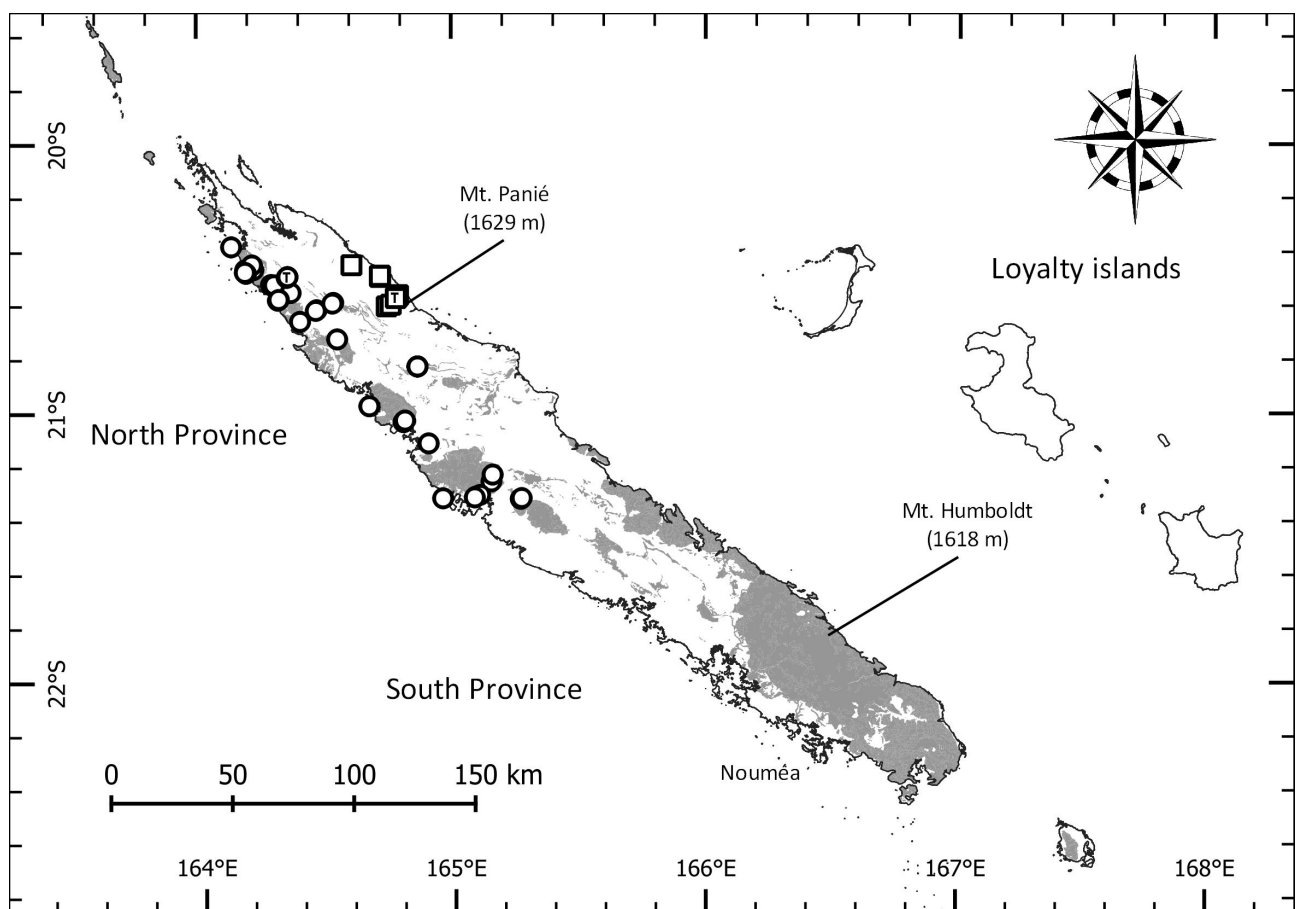 20°S
Mt. Panié
(1629 m)
Loyalty islands
T
T
21°S
North Province
Mt. Humboldt
(1618 m)
22°S
South Province
Nouméa
0 50 100 150 km
164°E 165°E 166°E 167°E 168°E